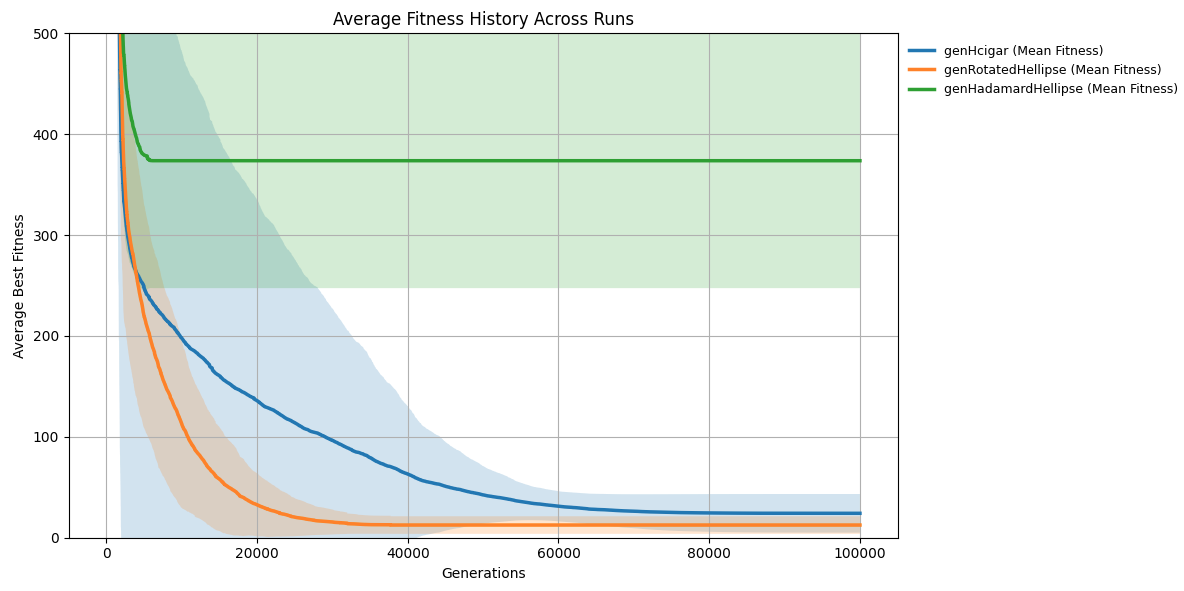 Average Fitness History Across Runs
Average Best Fitness
500
400
300
200
100
0
0 20000 40000 60000 80000 100000
Generations
genHcigar (Mean Fitness)
genRotatedHellipse (Mean Fitness)
genHadamardHellipse (Mean Fitness)